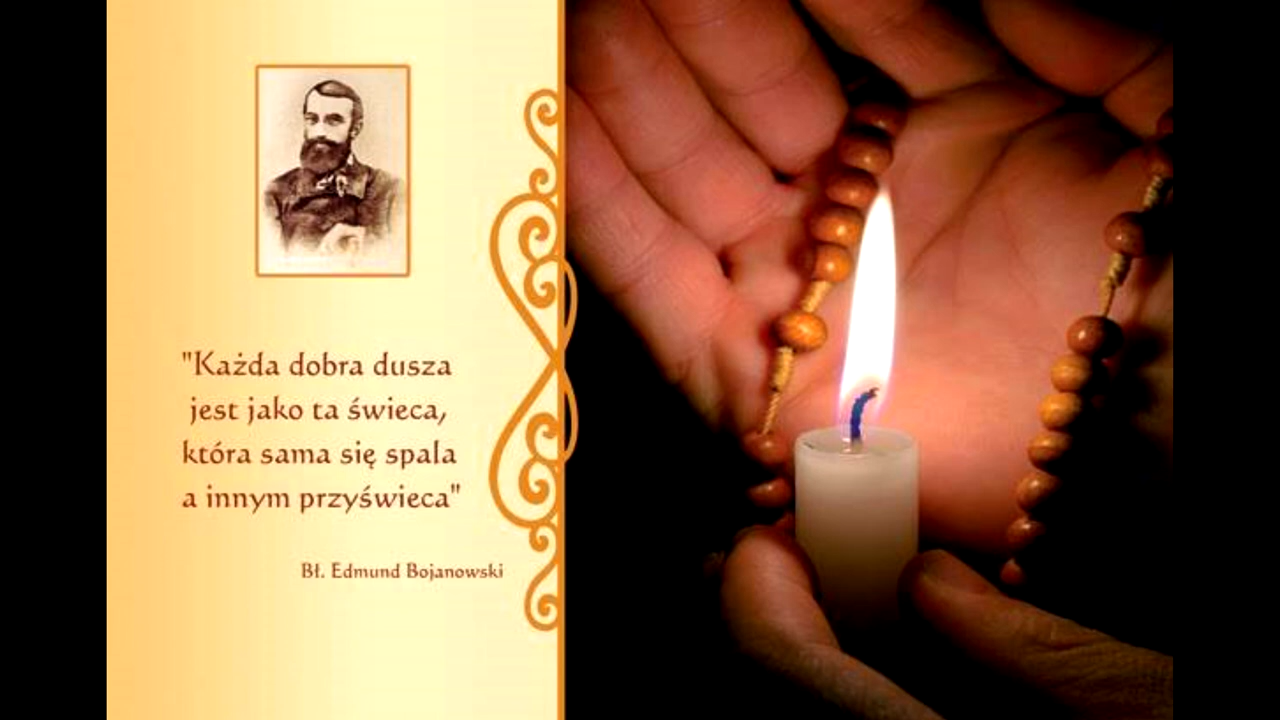 "Każda dobra dusza
jest jako ta świeca,
która sama się spala
a innym przyświeca"
Bł. Edmund Bojanowski